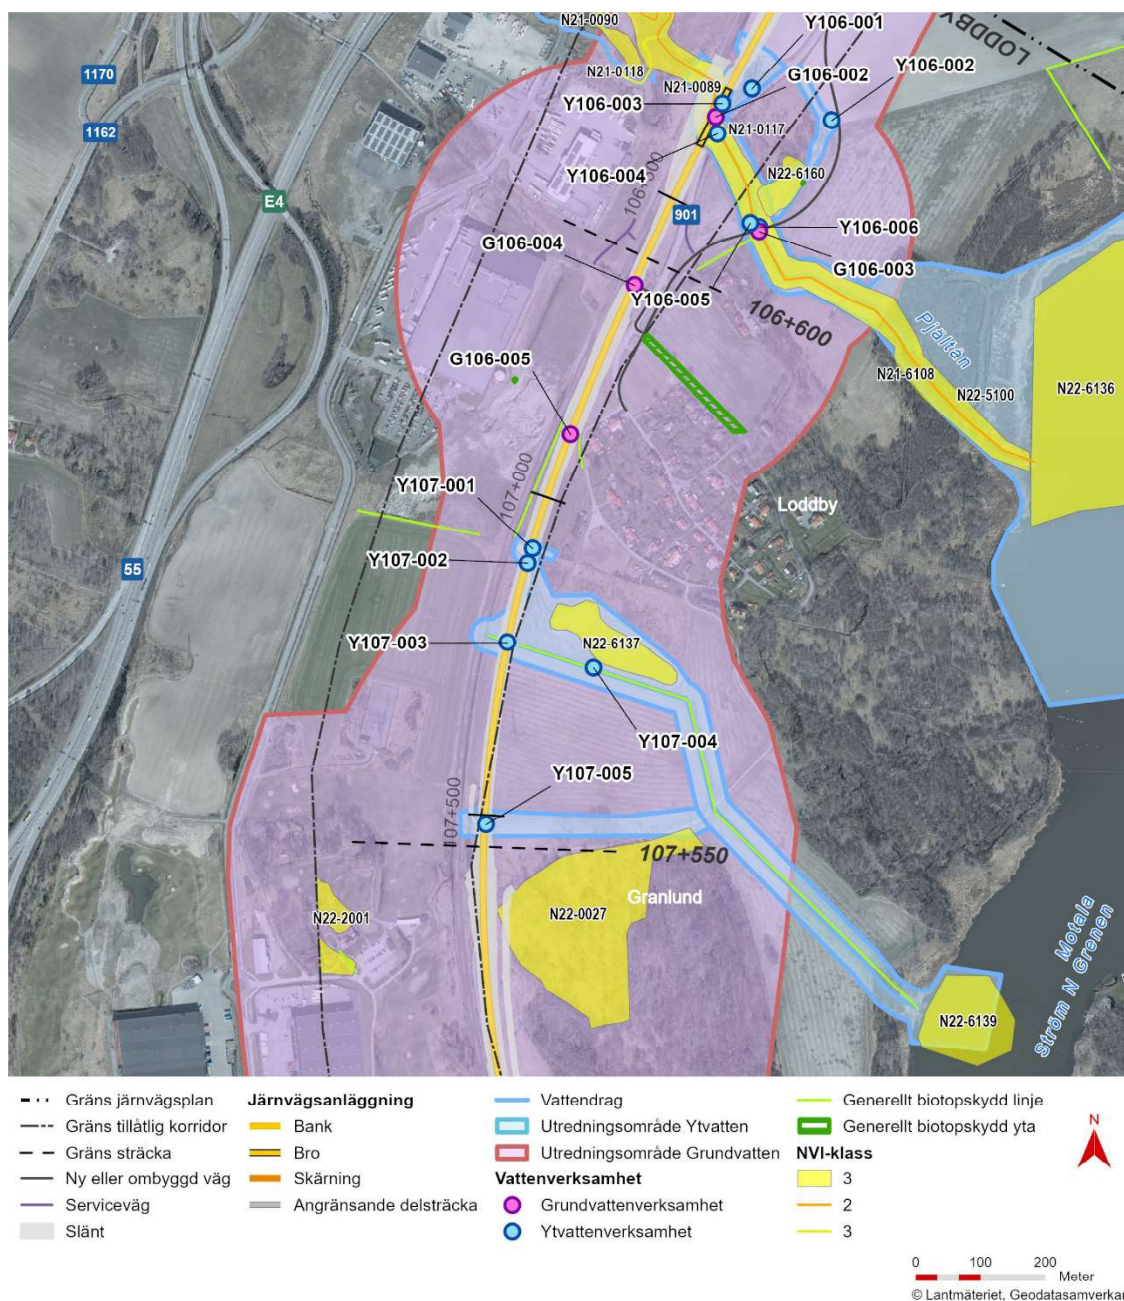 N21-0090
Y106-001
LODDBY
1170
N21-0118
G106-002
Y106-002
N21-0089
Y106-003
1162
N21-0117
Y106-004
N22-6160
E4
106+500
901
Y106-006
G106-004
G106-003
Y106-005
106+600
Pjältån
G106-005
N21-6108
N22-5100
N22-6136
107+000
Y107-001
Loddby
Y107-002
55
Y107-003
N22-6137
Y107-004
Y107-005
107+500
107+550
Granlund
N22-2001
N22-0027
Motala
Ström N Grenen
N22-6139
Gräns järnvägsplan
Gräns tillåtlig korridor
Gräns sträcka
Ny eller ombyggd väg
Serviceväg
Slänt
Järnvägsanläggning
Bank
Bro
Skärning
Angränsande delsträcka
Vattendrag
Utredningsområde Ytvatten
Utredningsområde Grundvatten
Vattenverksamhet
Grundvattenverksamhet
Ytvattenverksamhet
Generellt biotopskydd linje
Generellt biotopskydd yta
NVI-klass
3
2
3
N
0 100 200
Meter
© Lantmäteriet, Geodatasamverkan